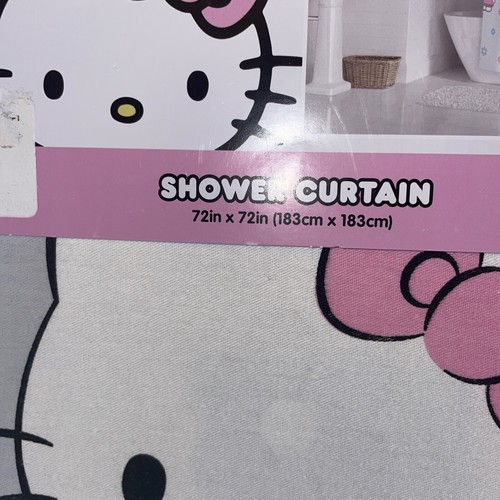 SHOWER CURTAIN
72in x 72in (183cm x 183cm)